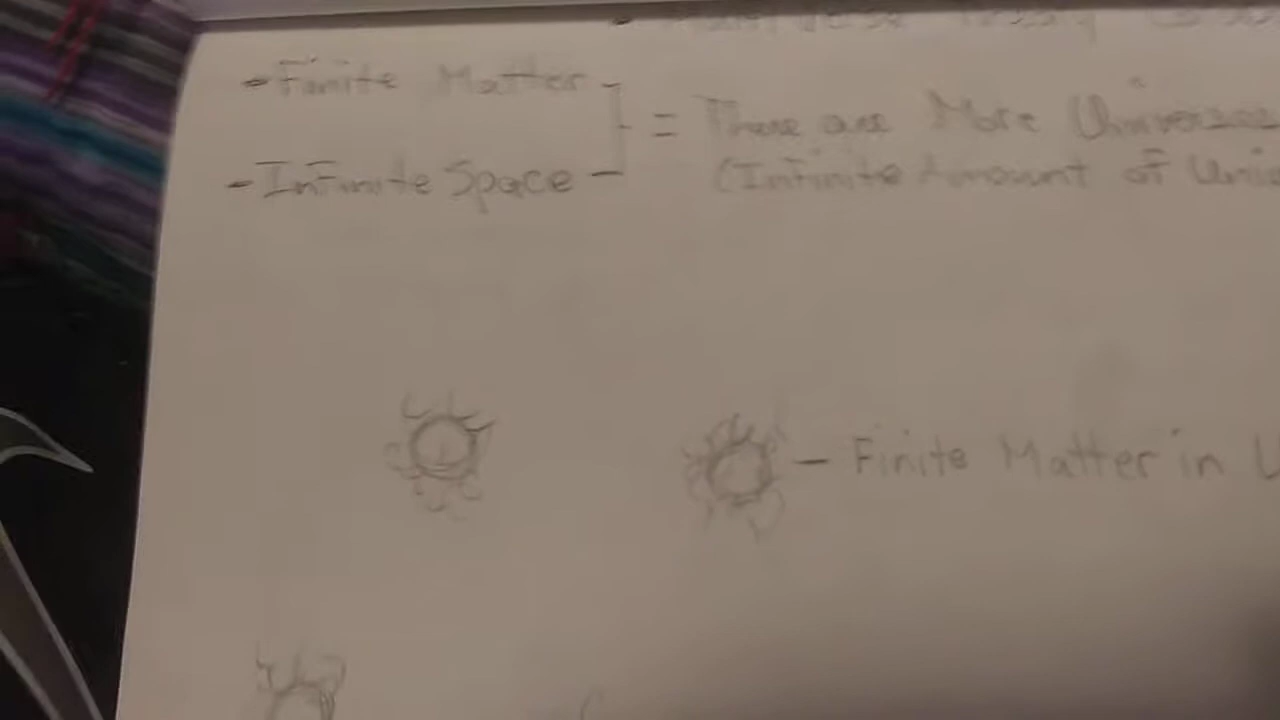 - Finite Matter
- Infinite Space
= There are More Universes
(Infinite Amount of
- Finite Matter in